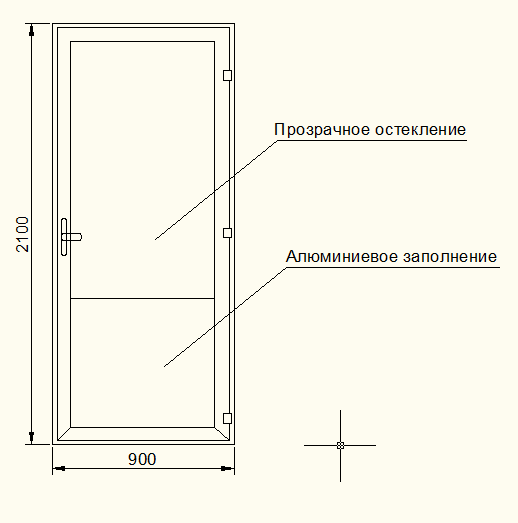 Прозрачное остекление
2100
Алюминиевое заполнение
900